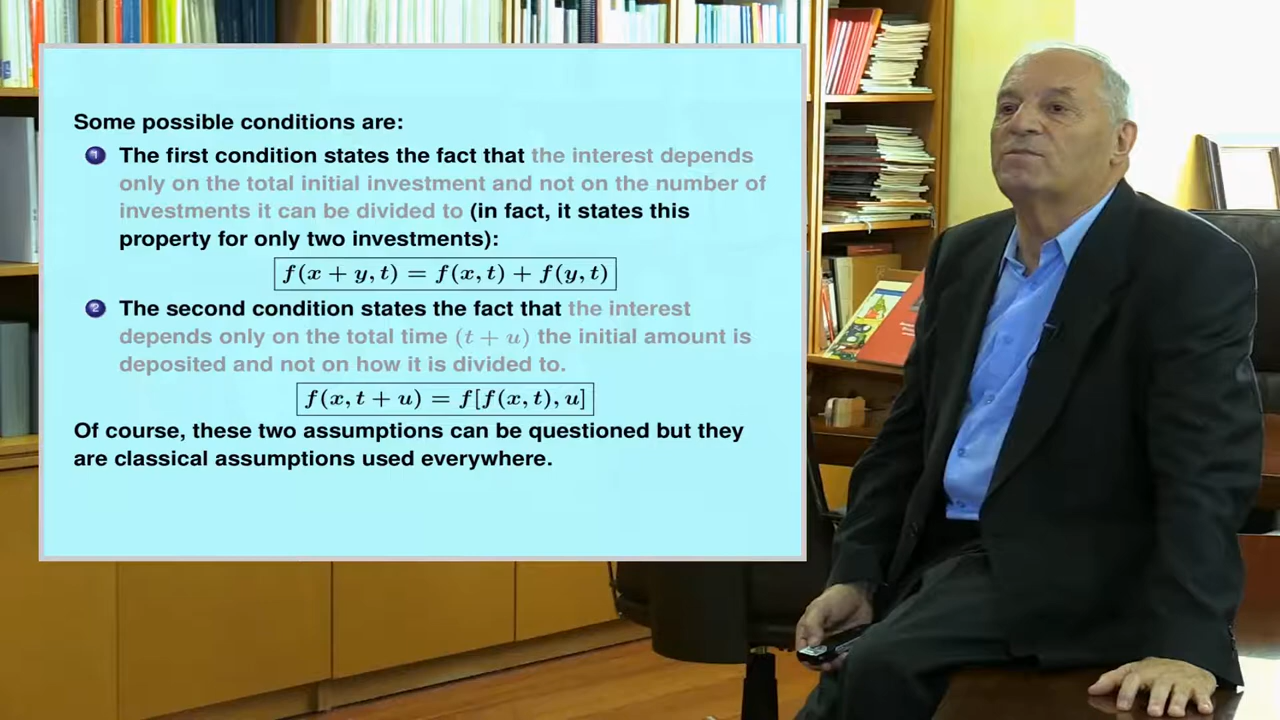 Some possible conditions are:
1 The first condition states the fact that the interest depends
only on the total initial investment and not on the number of
investments it can be divided to (in fact, it states this
property for only two investments):
f(x + y, t) = f(x, t) + f(y, t)
2 The second condition states the fact that the interest
depends only on the total time (t + u) the initial amount is
deposited and not on how it is divided to.
f(x, t + u) = f[f(x, t), u]
Of course, these two assumptions can be questioned but they
are classical assumptions used everywhere.